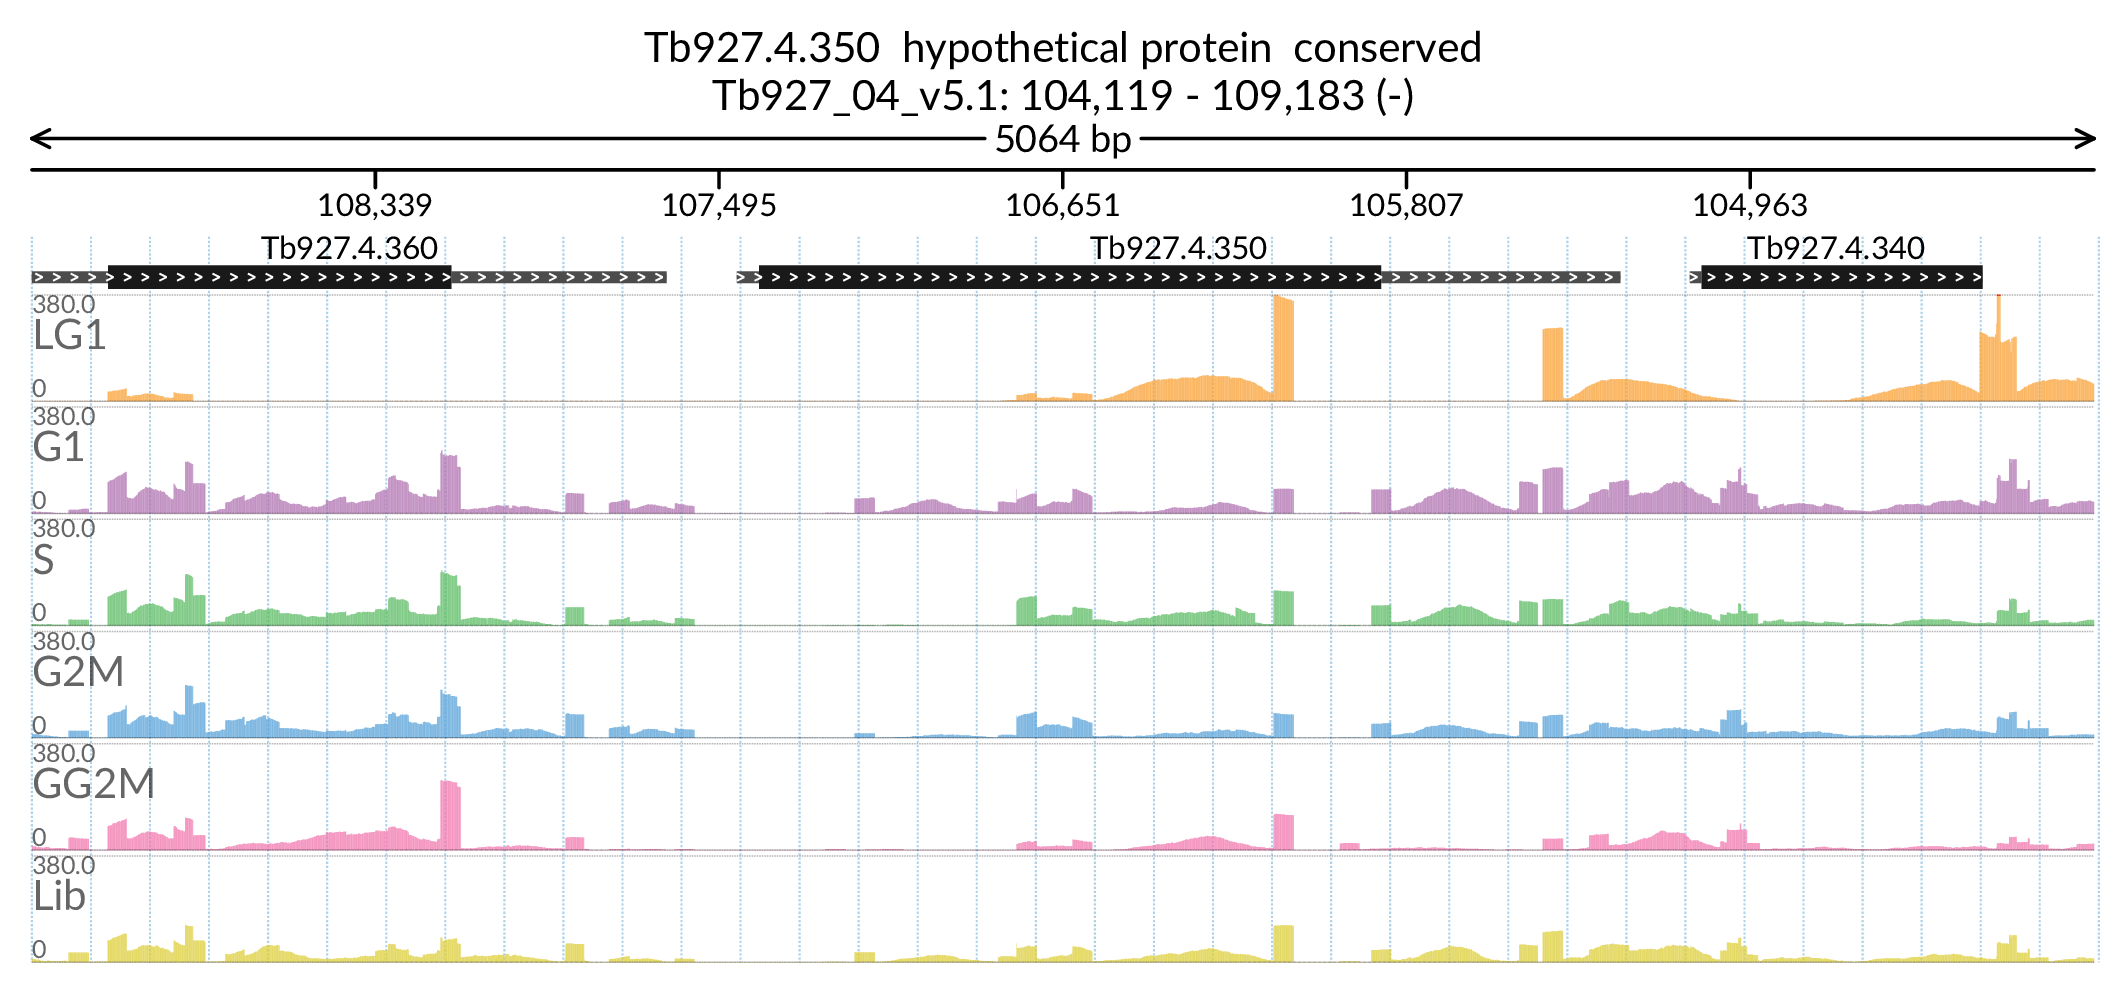 Tb927.4.350  hypothetical protein  conserved
Tb927_04_v5.1: 104,119 - 109,183 (-)
5064 bp
108,339 107,495 106,651 105,807 104,963
Tb927.4.360 Tb927.4.350 Tb927.4.340
380.0
LG1
0
380.0
G1
0
380.0
S
0
380.0
G2M
0
380.0
GG2M
0
380.0
Lib
0